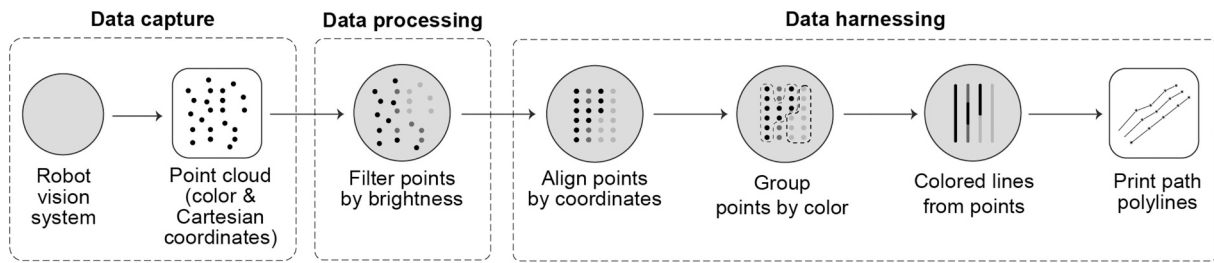 Data capture
Data processing
Data harnessing
Robot
vision
system
Point cloud
(color &
Cartesian
coordinates)
Filter points
by brightness
Align points
by coordinates
Group
points by color
Colored lines
from points
Print path
polylines